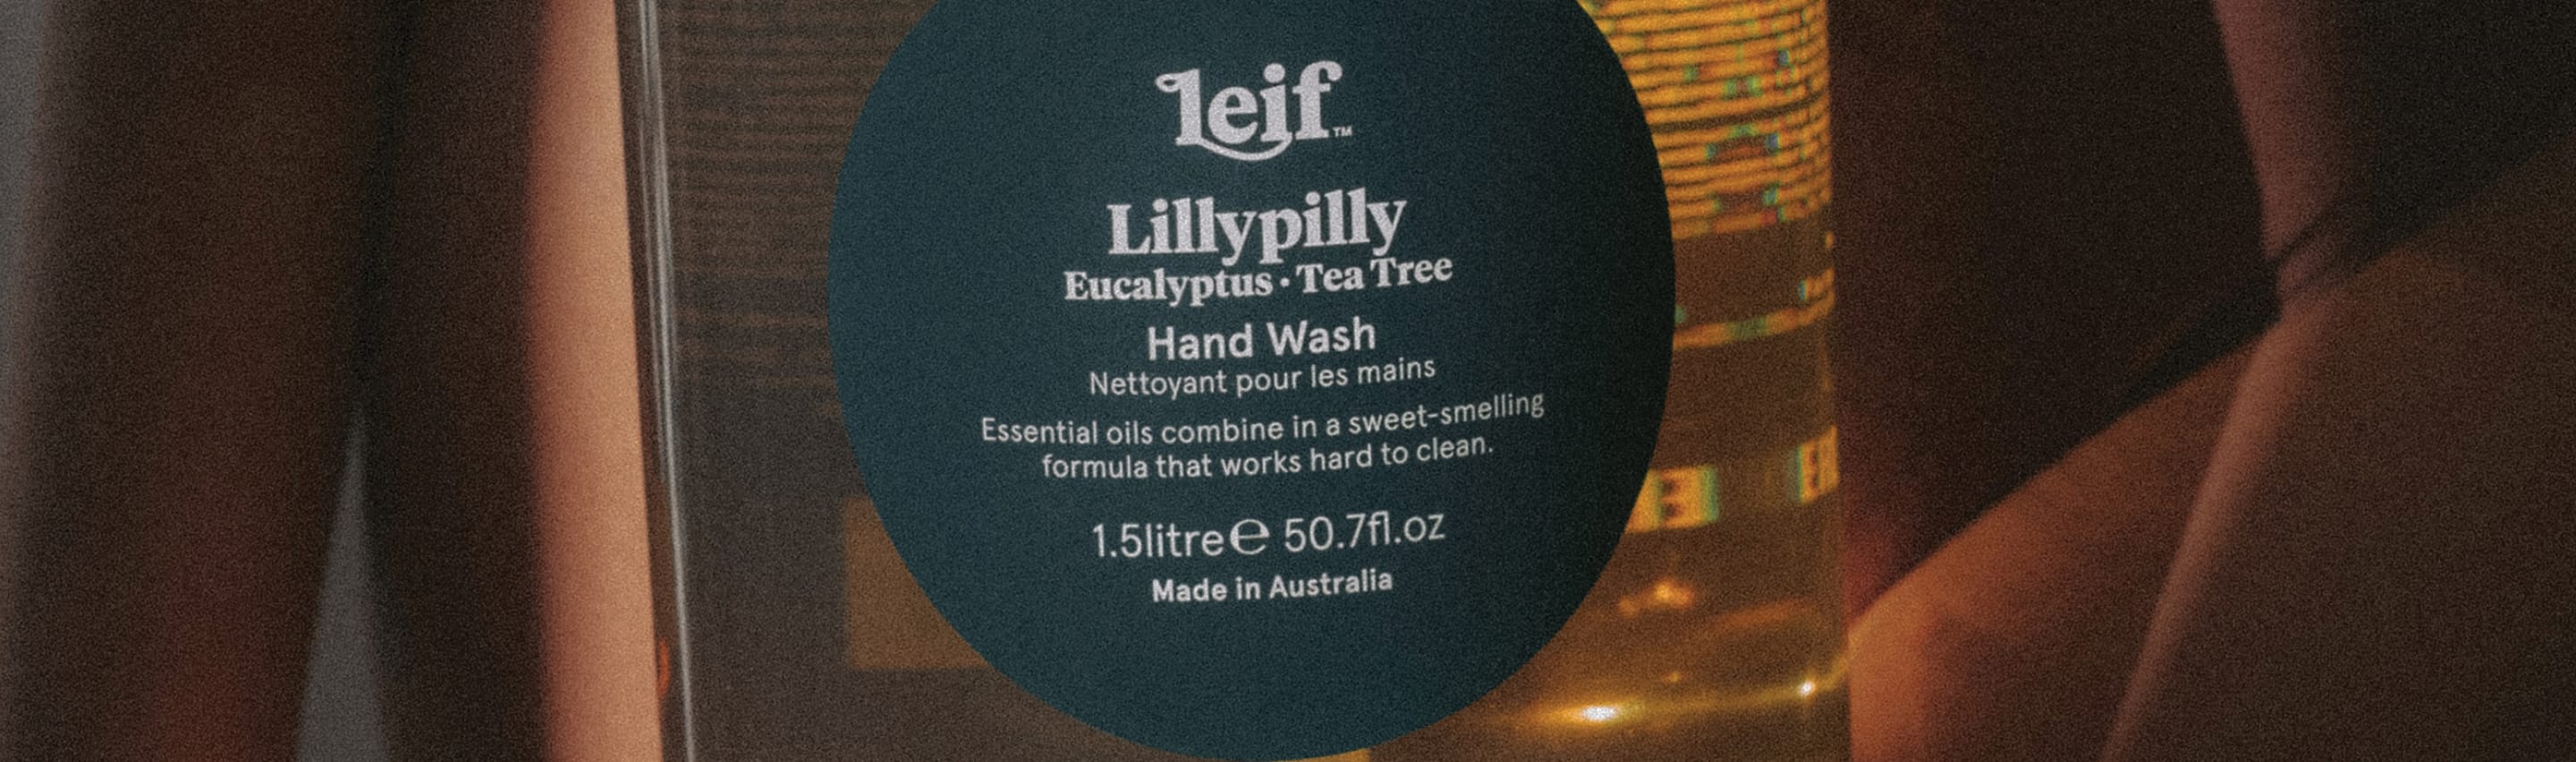 leif™
Lillypilly
Eucalyptus · Tea Tree
Hand Wash
Nettoyant pour les mains
Essential oils combine in a sweet-smelling
formula that works hard to clean.
1.5litre℮ 50.7fl.oz
Made in Australia